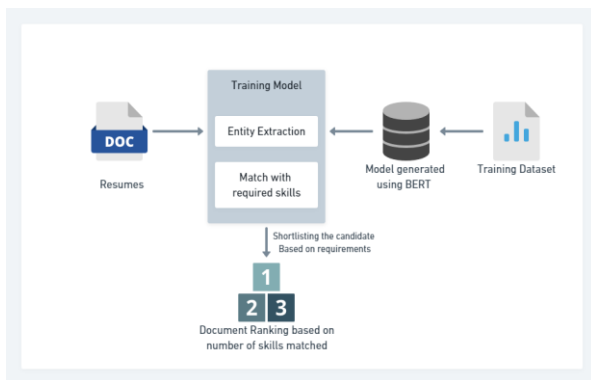 Training Model
Entity Extraction
DOC
Match with
required skills
Resumes
Model generated
using BERT
Training Dataset
Shortlisting the candidate
Based on requirements
1
2 3
Document Ranking based on
number of skills matched